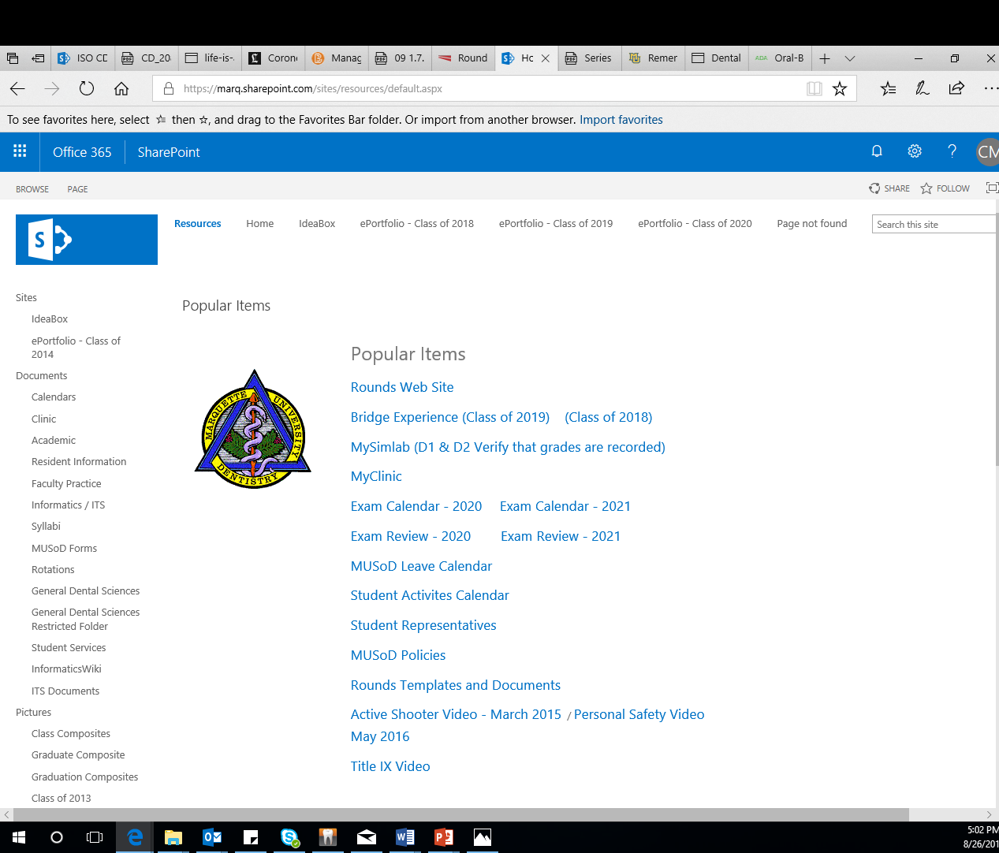 ISO CD
CD_20
life-is-
Coron
Manag
09 1.7.
Round
Ho
Series
Remer
Dental
ADA Oral-B
https://marq.sharepoint.com/sites/resources/default.aspx
To see favorites here, select then , and drag to the Favorites Bar folder. Or import from another browser. Import favorites
Office 365 SharePoint ? CM
BROWSE PAGE SHARE FOLLOW
Resources Home IdeaBox ePortfolio - Class of 2018 ePortfolio - Class of 2019 ePortfolio - Class of 2020 Page not found Search this site
Sites
IdeaBox
ePortfolio - Class of
2014
Documents
Calendars
Clinic
Academic
Resident Information
Faculty Practice
Informatics / ITS
Syllabi
MUSoD Forms
Rotations
General Dental Sciences
General Dental Sciences
Restricted Folder
Student Services
InformaticsWiki
ITS Documents
Pictures
Class Composites
Graduate Composite
Graduation Composites
Class of 2013
Popular Items
MARQUETTE UNIVERSITY
DENTISTRY
Popular Items
Rounds Web Site
Bridge Experience (Class of 2019) (Class of 2018)
MySimlab (D1 & D2 Verify that grades are recorded)
MyClinic
Exam Calendar - 2020 Exam Calendar - 2021
Exam Review - 2020 Exam Review - 2021
MUSoD Leave Calendar
Student Activites Calendar
Student Representatives
MUSoD Policies
Rounds Templates and Documents
Active Shooter Video - March 2015 / Personal Safety Video
May 2016
Title IX Video
5:02 PM
8/26/201